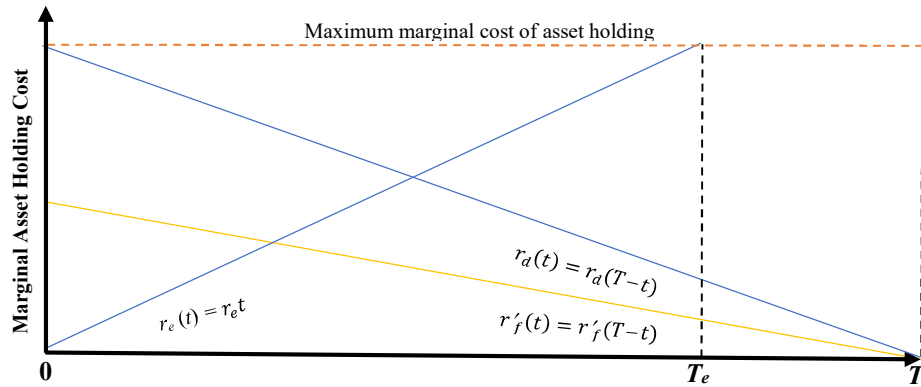 Maximum marginal cost of asset holding
Marginal Asset Holding Cost
r_d(t) = r_d(T−t)
r_e(t) = r_e t
r′_f(t) = r′_f(T−t)
0
T_e
T